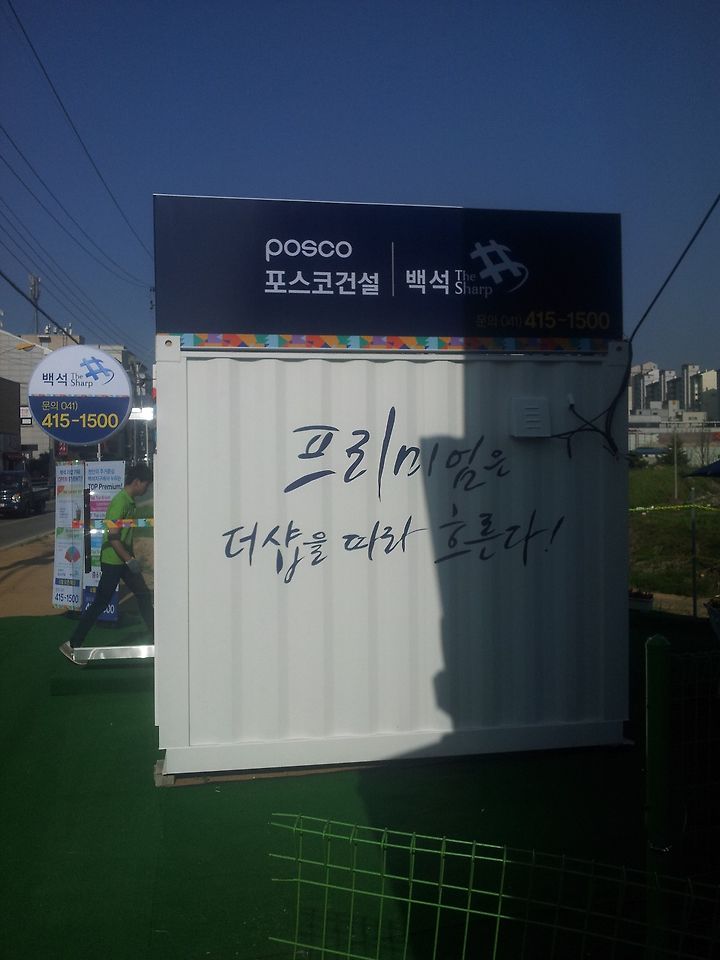 posco
포스코건설 백석 The Sharp
문의 041) 415-1500
프리미엄은
더샵을 따라 흐른다!
백석 The Sharp
문의 041)
415-1500
TOP Premium!
415-1500